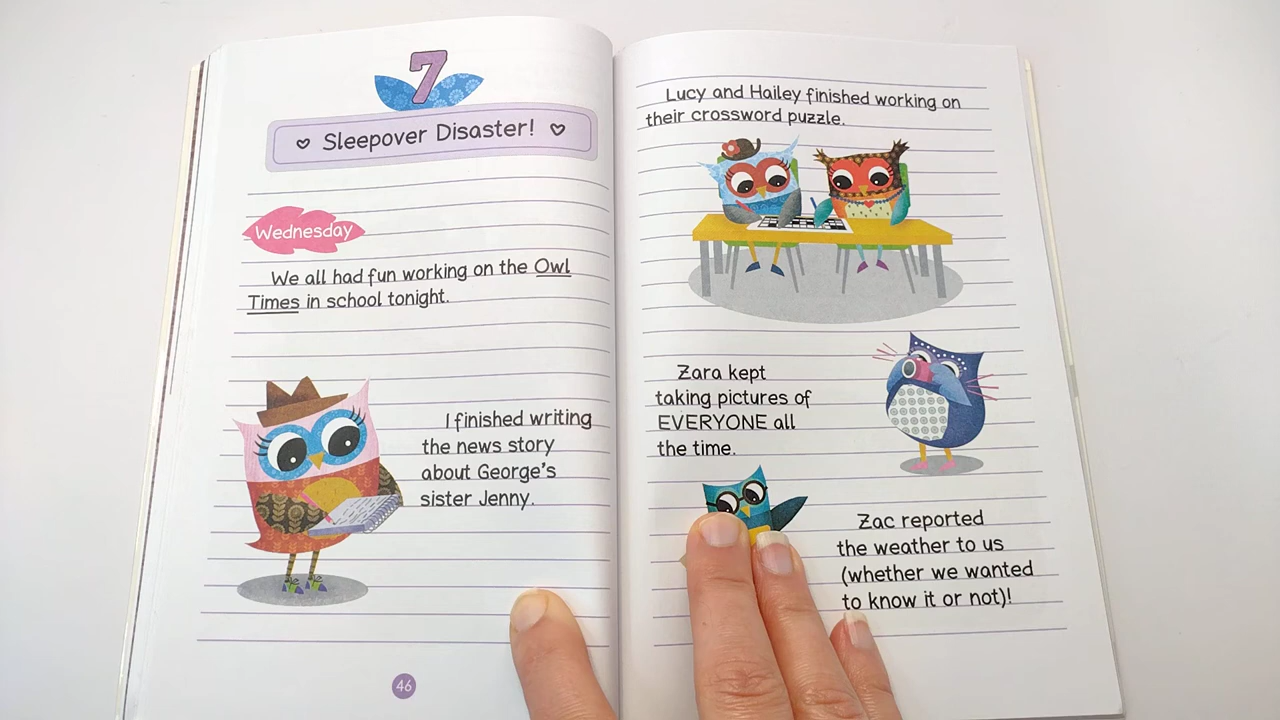 7
Sleepover Disaster!
Wednesday
We all had fun working on the Owl
Times in school tonight.
I finished writing
the news story
about George's
sister Jenny.
46
Lucy and Hailey finished working on
their crossword puzzle.
Zara kept
taking pictures of
EVERYONE all
the time.
Zac reported
the weather to us
(whether we wanted
to know it or not)!